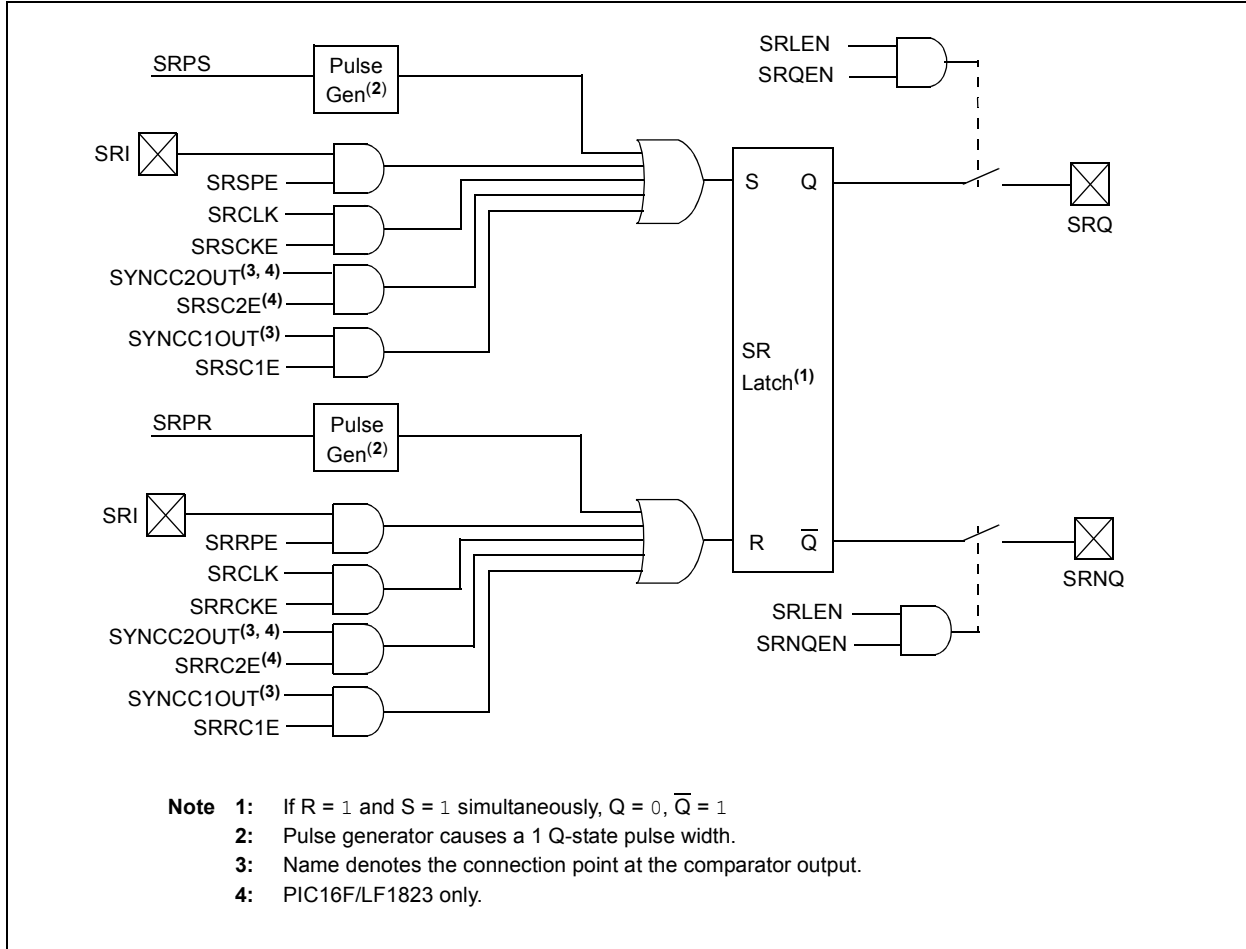 SRPS
Pulse
Gen(2)
SRI
SRSPE
SRCLK
SRSCKE
SYNCC2OUT(3, 4)
SRSC2E(4)
SYNCC1OUT(3)
SRSC1E
SRLEN
SRQEN
S Q
SRQ
SR
Latch(1)
SRPR
Pulse
Gen(2)
SRI
SRRPE
SRCLK
SRRCKE
SYNCC2OUT(3, 4)
SRRC2E(4)
SYNCC1OUT(3)
SRRC1E
R Q̅
SRNQ
SRLEN
SRNQEN
Note 1: If R = 1 and S = 1 simultaneously, Q = 0, Q̅ = 1
2: Pulse generator causes a 1 Q-state pulse width.
3: Name denotes the connection point at the comparator output.
4: PIC16F/LF1823 only.